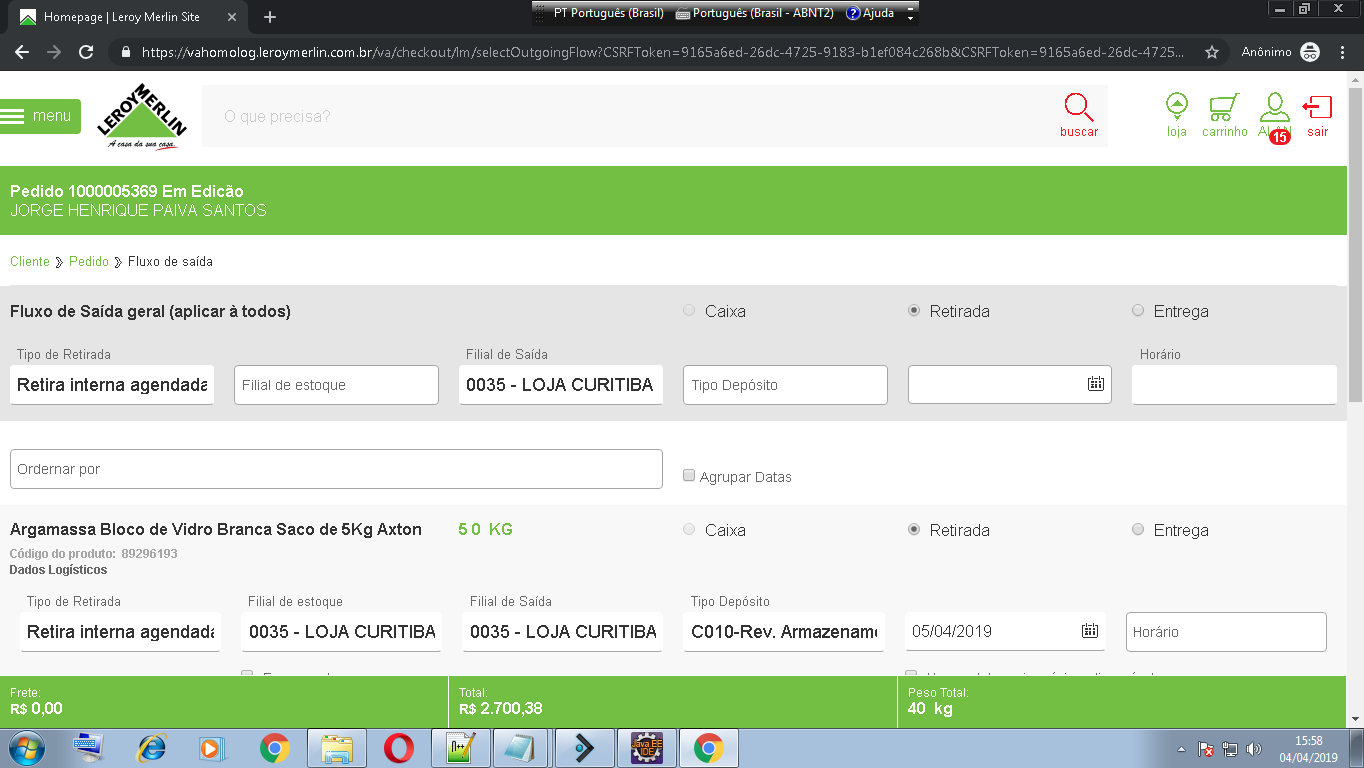 Homepage | Leroy Merlin Site
PT Português (Brasil) Português (Brasil - ABNT2) Ajuda
https://vahomolog.leroymerlin.com.br/va/checkout/lm/selectOutgoingFlow?CSRFToken=9165a6ed-26dc-4725-9183-b1ef084c268b&CSRFToken=9165a6ed-26dc-4725...
Anônimo
menu
LEROY MERLIN
A casa da sua casa.
O que precisa?
buscar
loja
carrinho
ALAN
15
sair
Pedido 1000005369 Em Edicão
JORGE HENRIQUE PAIVA SANTOS
Cliente Pedido Fluxo de saída
Fluxo de Saída geral (aplicar à todos) Caixa Retirada Entrega
Tipo de Retirada Filial de Saída Horário
Retira interna agendada Filial de estoque 0035 - LOJA CURITIBA Tipo Depósito
Ordernar por
Agrupar Datas
Argamassa Bloco de Vidro Branca Saco de 5Kg Axton 5 0 KG Caixa Retirada Entrega
Código do produto: 89296193
Dados Logísticos
Tipo de Retirada Filial de estoque Filial de Saída Tipo Depósito
Retira interna agendada 0035 - LOJA CURITIBA 0035 - LOJA CURITIBA C010-Rev. Armazename 05/04/2019 Horário
Frete: Total: Peso Total:
R$ 0,00 R$ 2.700,38 40 kg
Java EE
IDE
15:58
04/04/2019